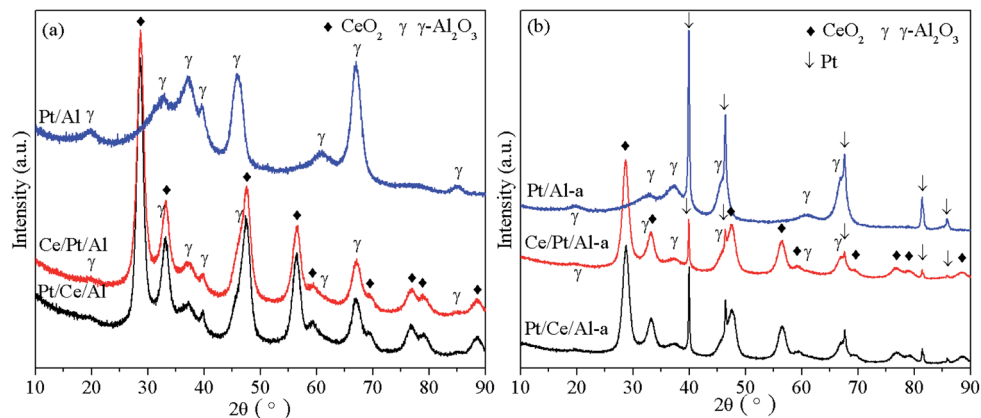 (a)
◆ CeO₂ γ γ-Al₂O₃
Intensity (a.u.)
Pt/Al
Ce/Pt/Al
Pt/Ce/Al
γ γ γ γ γ γ γ γ
γ γ γ γ γ γ γ
10 20 30 40 50 60 70 80 90
2θ ( ° )
(b)
◆ CeO₂ γ γ-Al₂O₃
↓ Pt
Intensity (a.u.)
Pt/Al-a
Ce/Pt/Al-a
Pt/Ce/Al-a
γ γ γ γ γ γ
γ γ γ γ γ γ
10 20 30 40 50 60 70 80 90
2θ ( ° )